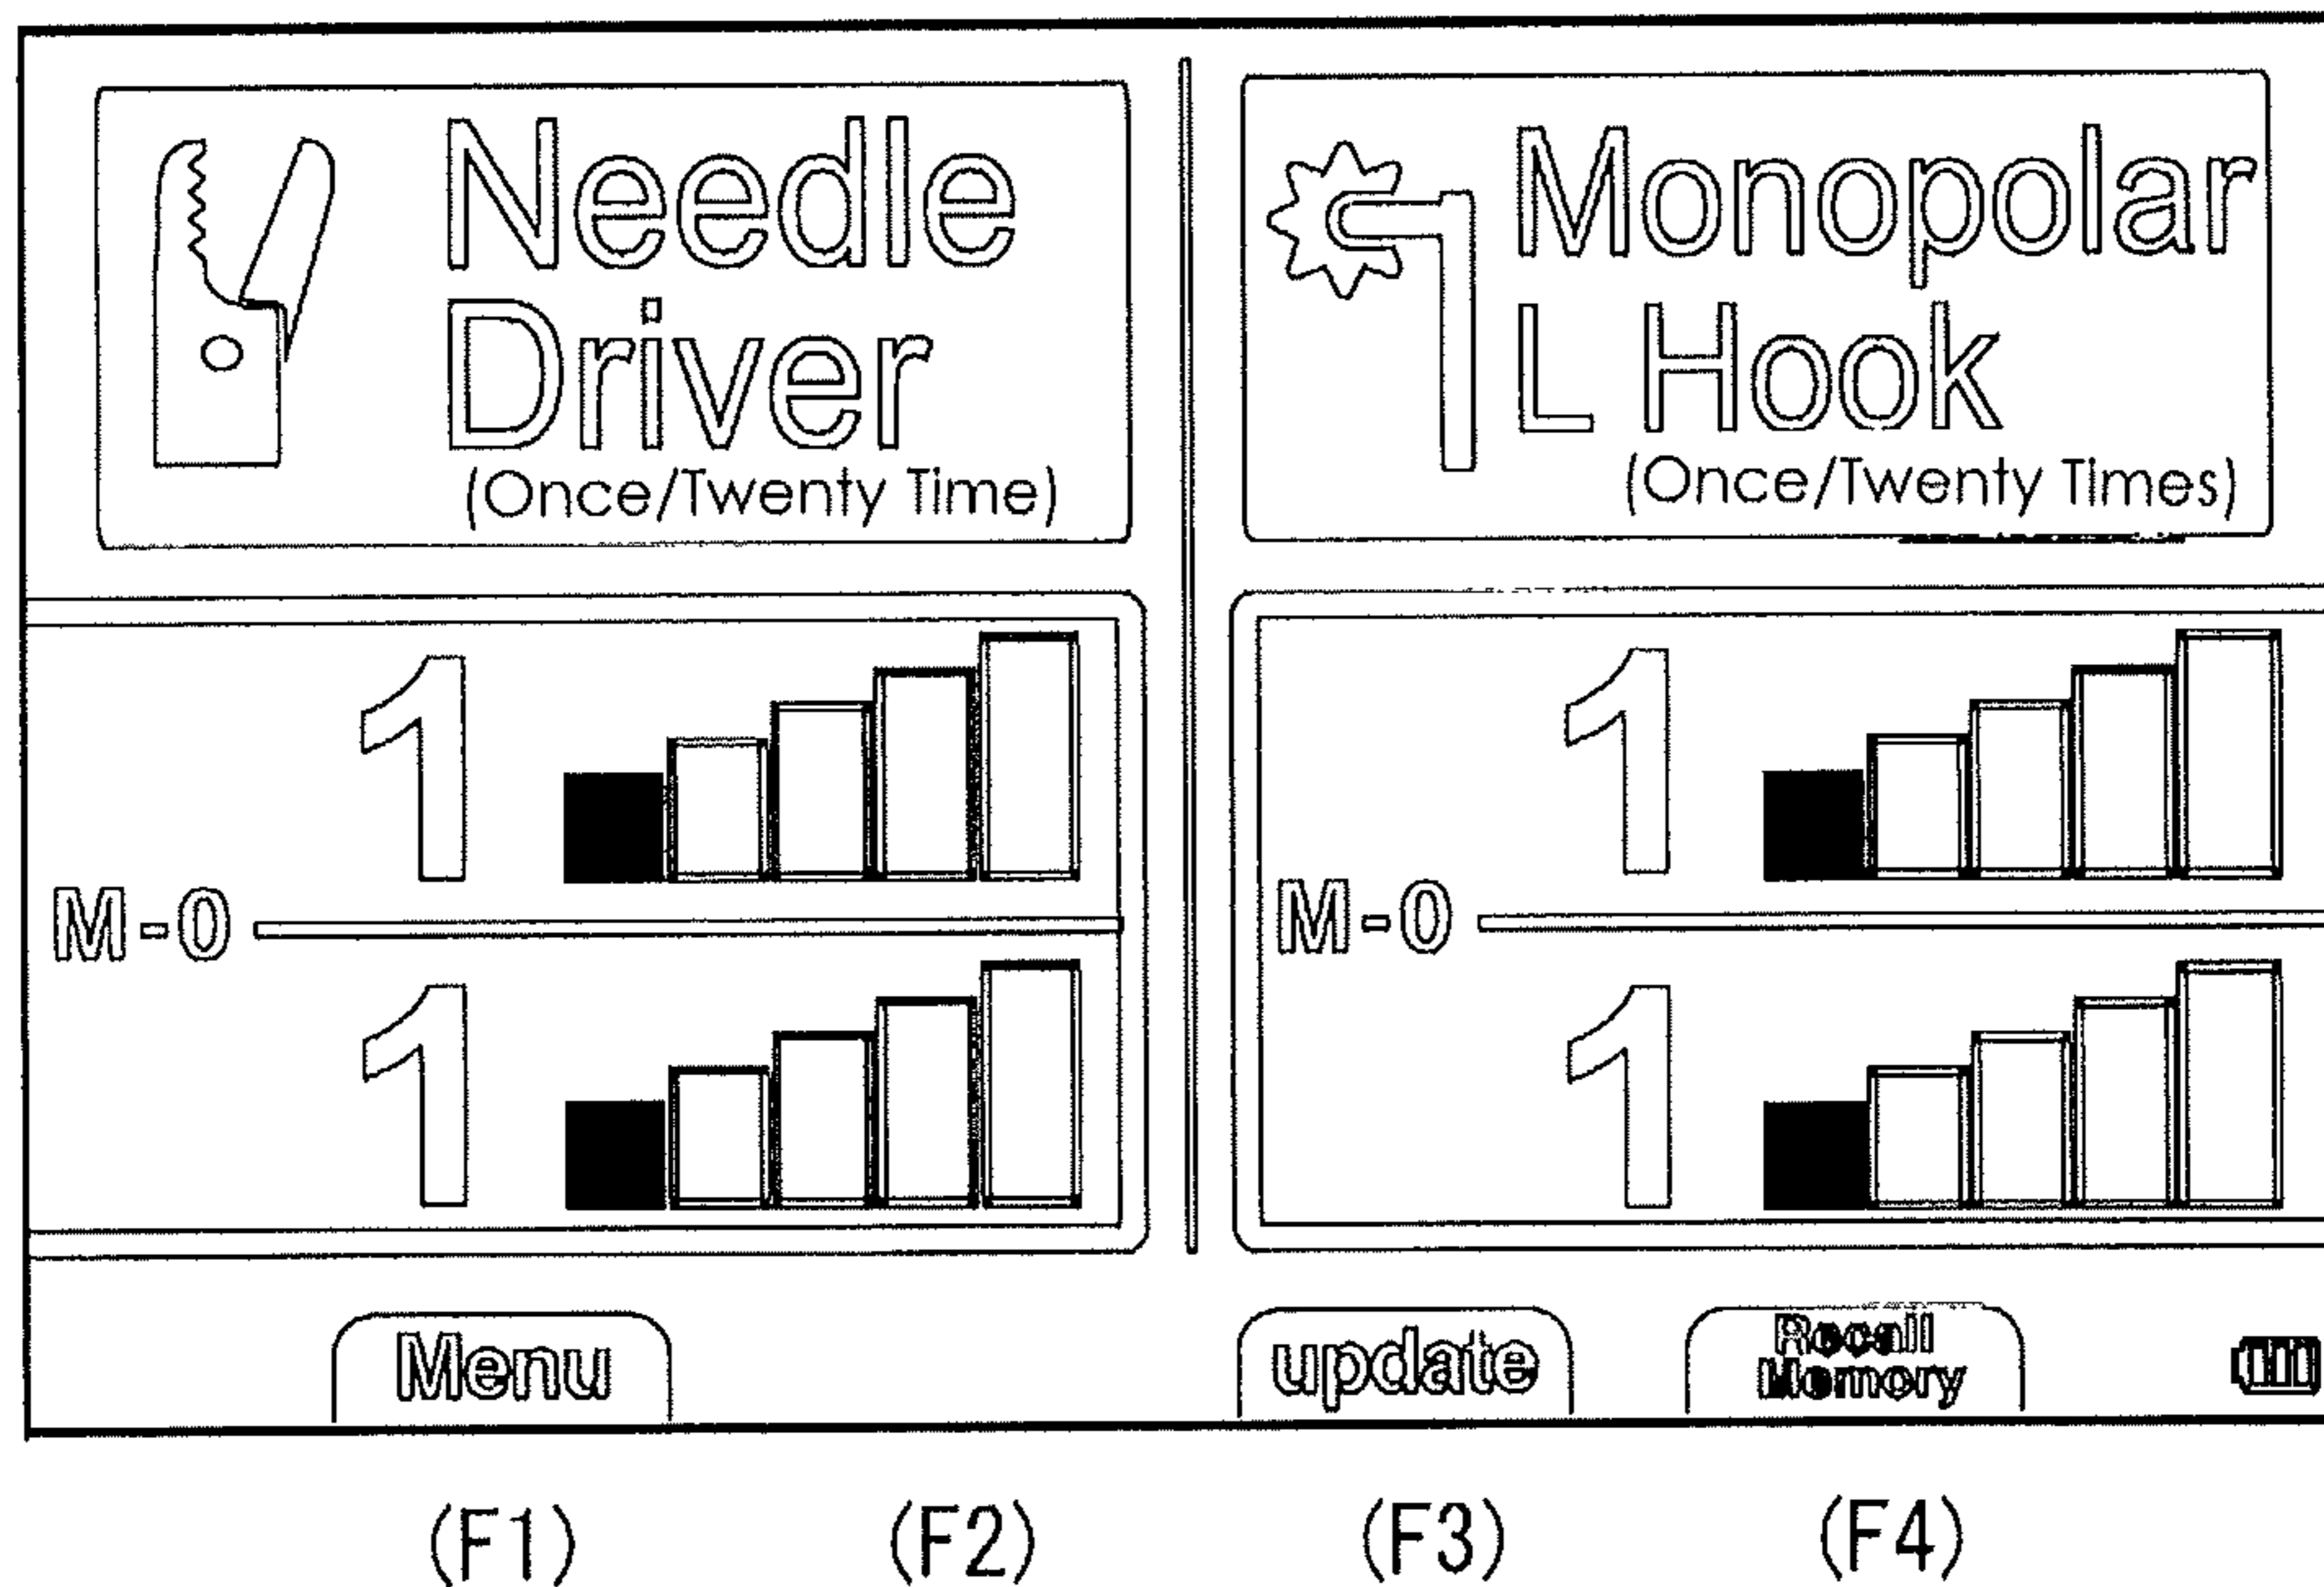 Needle
Driver
(Once/Twenty Time)
Monopolar
L Hook
(Once/Twenty Times)
1
M-0
1
1
M-0
1
Menu
update
Recall
Memory
(F1) (F2) (F3) (F4)